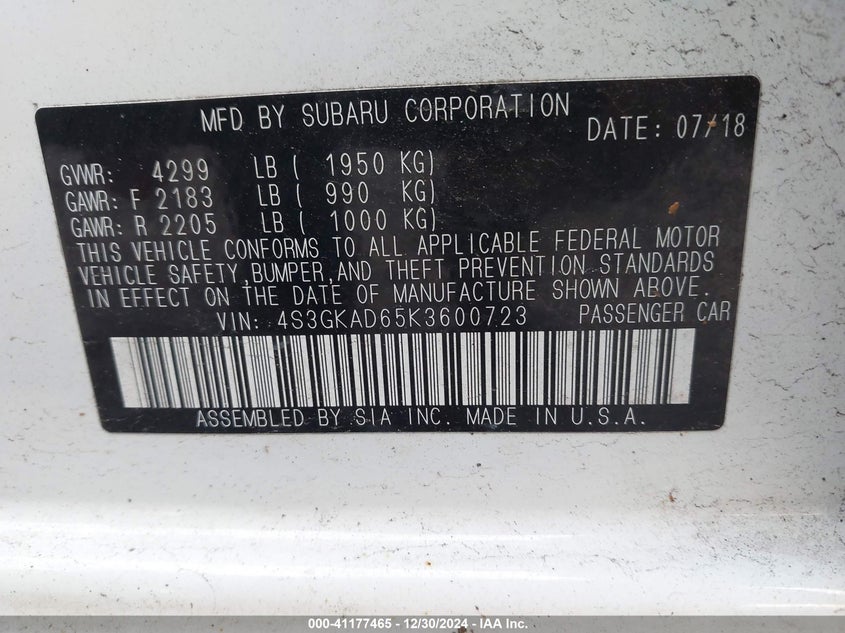 MFD BY SUBARU CORPORATION DATE: 07/18
GVWR: 4299 LB ( 1950 KG)
GAWR: F 2183 LB ( 990 KG)
GAWR: R 2205 LB ( 1000 KG)
THIS VEHICLE CONFORMS TO ALL APPLICABLE FEDERAL MOTOR
VEHICLE SAFETY, BUMPER, AND THEFT PREVENTION STANDARDS
IN EFFECT ON THE DATE OF MANUFACTURE SHOWN ABOVE.
VIN: 4S3GKAD65K3600723 PASSENGER CAR
ASSEMBLED BY SIA INC. MADE IN U.S.A.
000-41177465 - 12/30/2024 - IAA Inc.